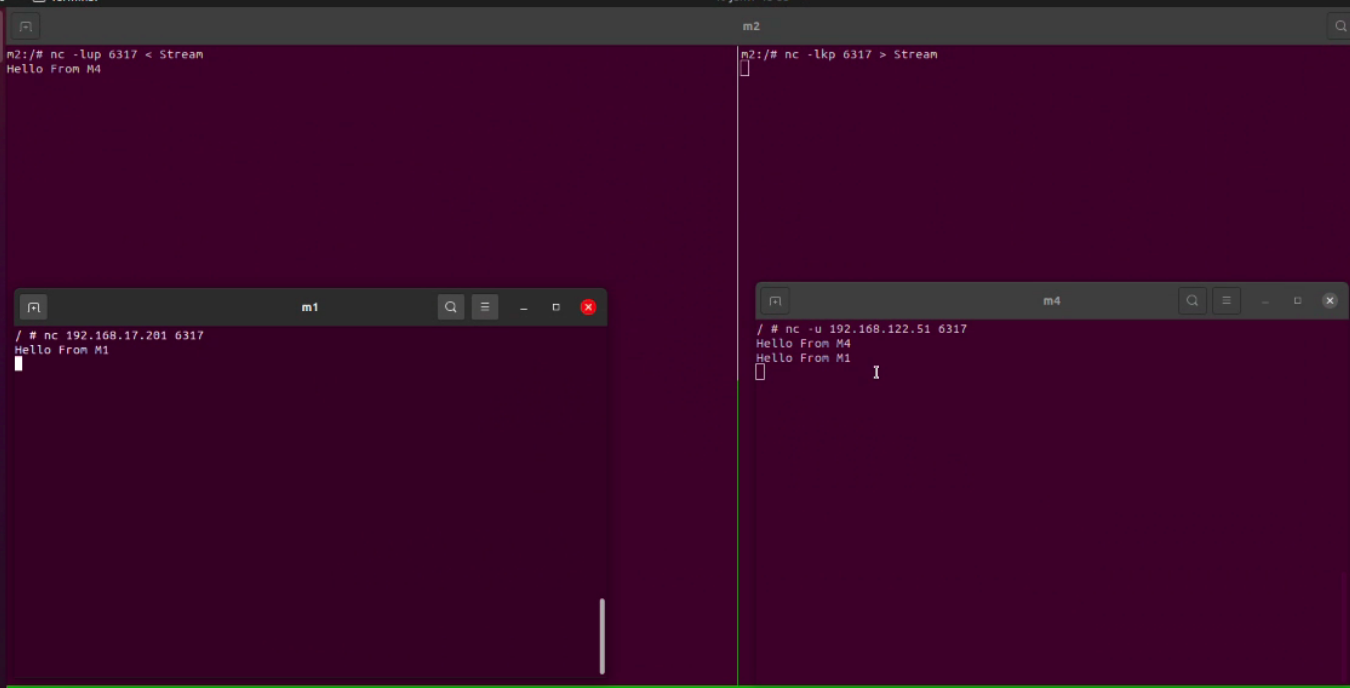 m2
m2:/# nc -lup 6317 < Stream
Hello From M4
m2:/# nc -lkp 6317 > Stream
m1
/ # nc 192.168.17.201 6317
Hello From M1
m4
/ # nc -u 192.168.122.51 6317
Hello From M4
Hello From M1